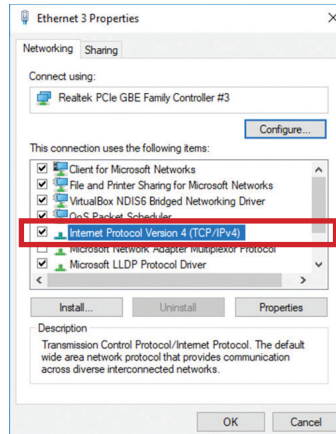 Ethernet 3 Properties
Networking Sharing
Connect using:
Realtek PCIe GBE Family Controller #3
Configure...
This connection uses the following items:
Client for Microsoft Networks
File and Printer Sharing for Microsoft Networks
VirtualBox NDIS6 Bridged Networking Driver
QoS Packet Scheduler
Internet Protocol Version 4 (TCP/IPv4)
Microsoft Network Adapter Multiplexor Protocol
Microsoft LLDP Protocol Driver
Install... Uninstall Properties
Description
Transmission Control Protocol/Internet Protocol. The default
wide area network protocol that provides communication
across diverse interconnected networks.
OK Cancel